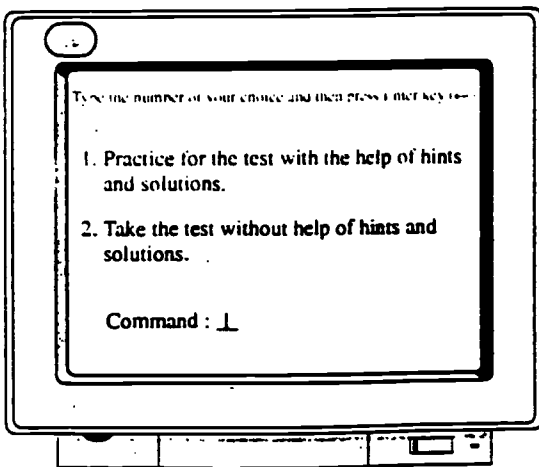 Type the number of your choice and then press Enter key
1. Practice for the test with the help of hints
and solutions.
2. Take the test without help of hints and
solutions.
Command :